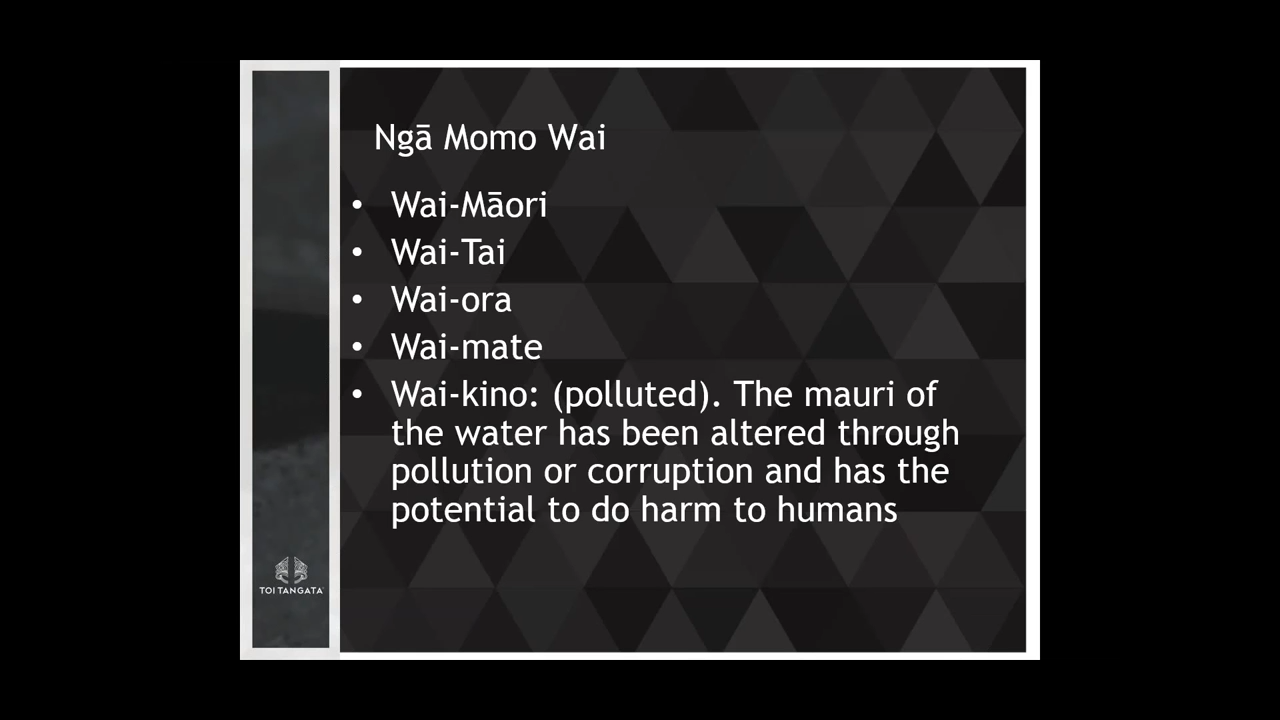 Ngā Momo Wai
• Wai-Māori
• Wai-Tai
• Wai-ora
• Wai-mate
• Wai-kino: (polluted). The mauri of
the water has been altered through
pollution or corruption and has the
potential to do harm to humans
TOI TANGATA